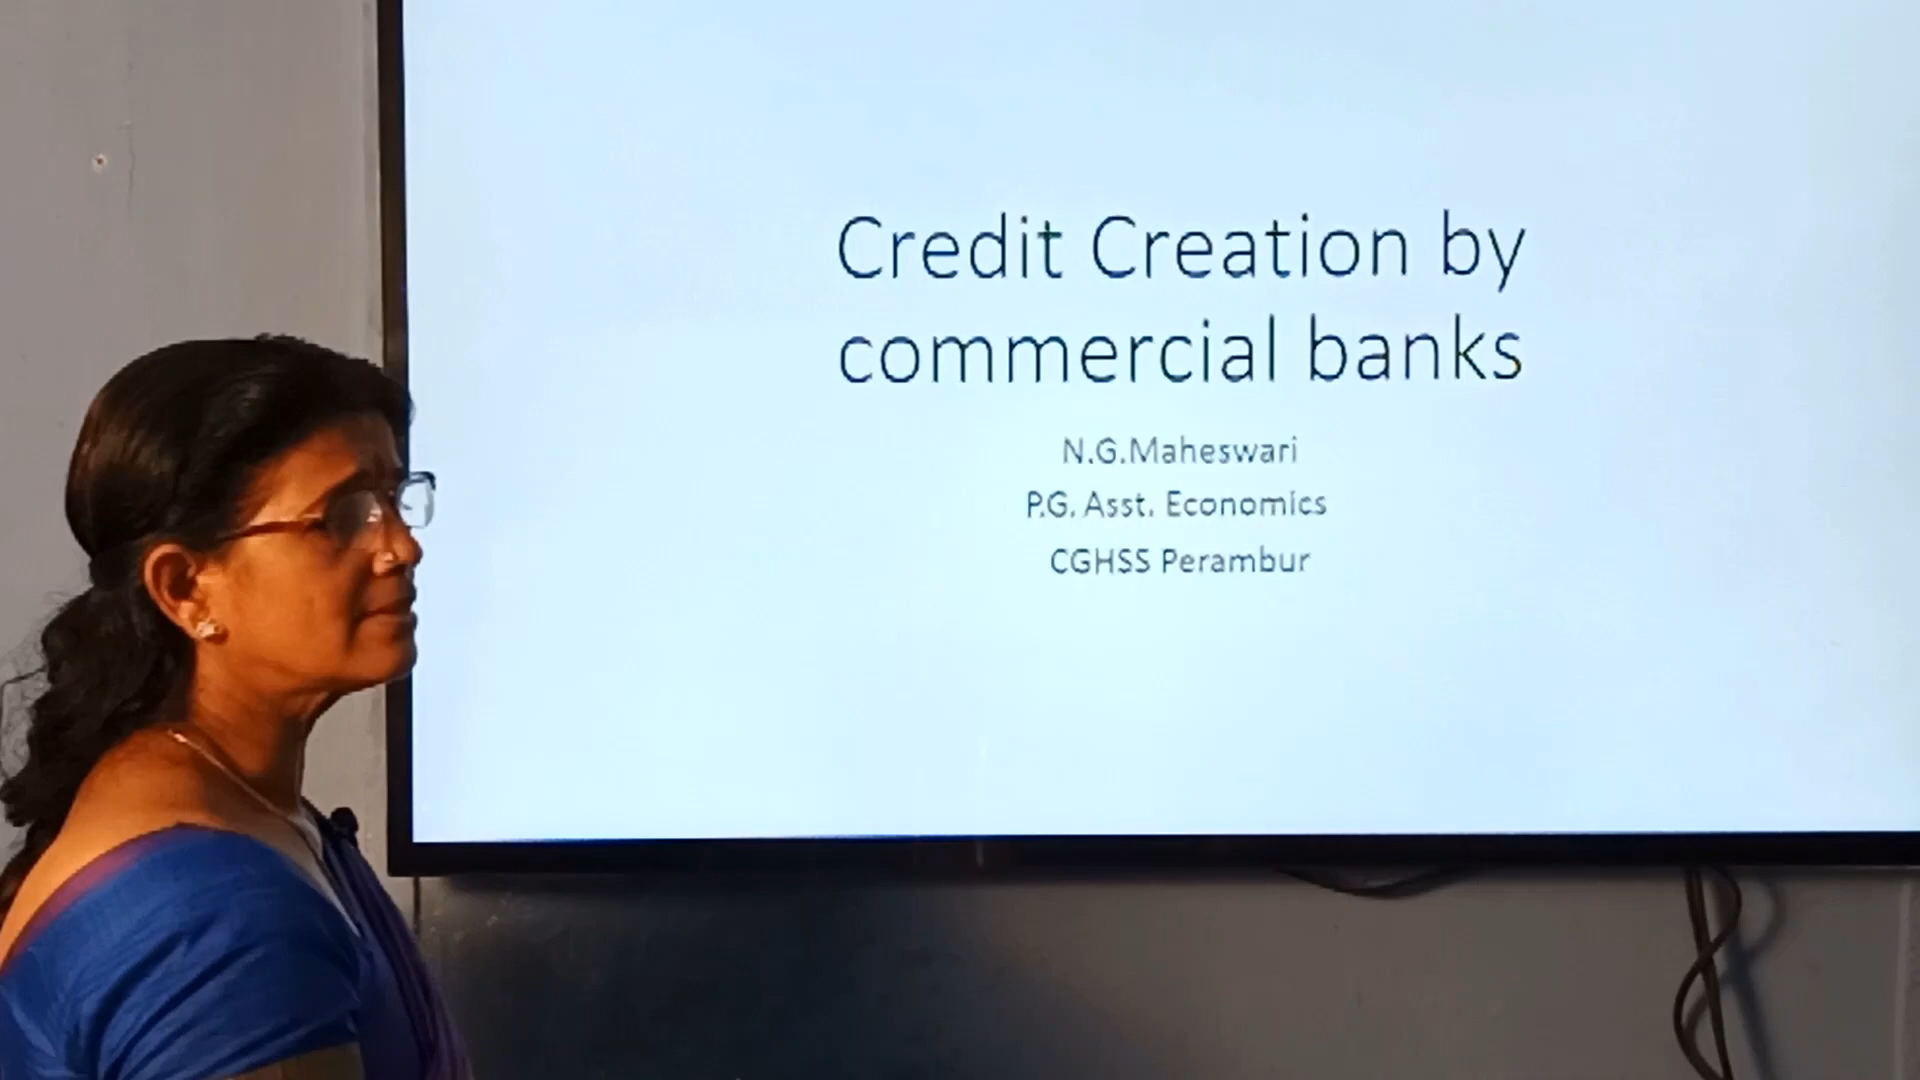 Credit Creation by
commercial banks
N.G.Maheswari
P.G. Asst. Economics
CGHSS Perambur